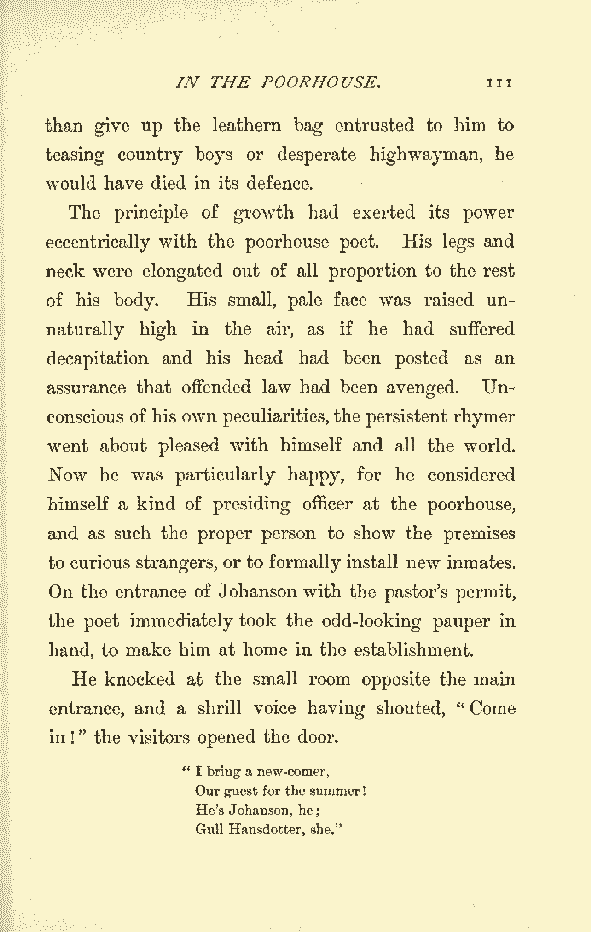 IN THE POORHOUSE. 111
than give up the leathern bag entrusted to him to
teasing country boys or desperate highwayman, he
would have died in its defence.
The principle of growth had exerted its power
eccentrically with the poorhouse poet. His legs and
neck were elongated out of all proportion to the rest
of his body. His small, pale face was raised un-
naturally high in the air, as if he had suffered
decapitation and his head had been posted as an
assurance that offended law had been avenged. Un-
conscious of his own peculiarities, the persistent rhymer
went about pleased with himself and all the world.
Now he was particularly happy, for he considered
himself a kind of presiding officer at the poorhouse,
and as such the proper person to show the premises
to curious strangers, or to formally install new inmates.
On the entrance of Johanson with the pastor's permit,
the poet immediately took the odd-looking pauper in
hand, to make him at home in the establishment.
He knocked at the small room opposite the main
entrance, and a shrill voice having shouted, "Come
in!" the visitors opened the door.
"I bring a new-comer,
Our guest for the summer!
He's Johanson, he;
Gull Hansdotter, she."